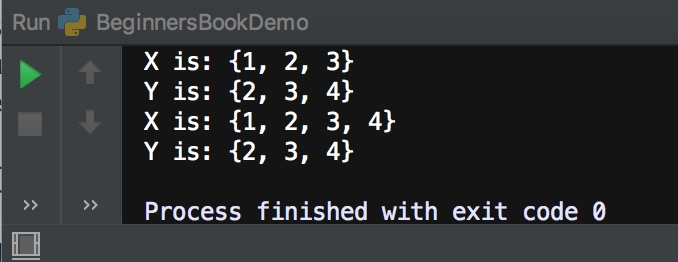 Run BeginnersBookDemo
X is: {1, 2, 3}
Y is: {2, 3, 4}
X is: {1, 2, 3, 4}
Y is: {2, 3, 4}
Process finished with exit code 0